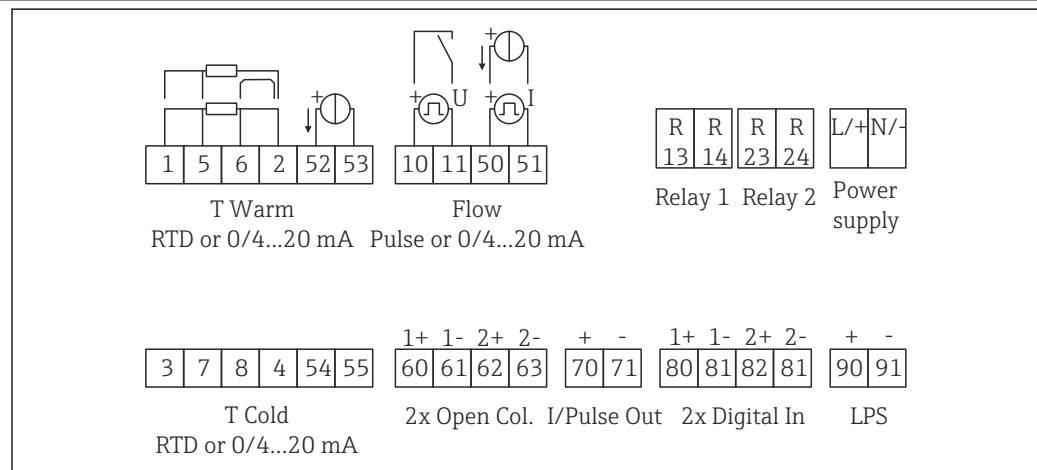 + U + + I
+
1 5 6 2 52 53
10 11 50 51
T Warm
RTD or 0/4...20 mA
Flow
Pulse or 0/4...20 mA
R 13 R 14 R 23 R 24
Relay 1 Relay 2
L/+ N/-
Power
supply
3 7 8 4 54 55
T Cold
RTD or 0/4...20 mA
1+ 1- 2+ 2-
60 61 62 63
2x Open Col.
+ -
70 71
I/Pulse Out
1+ 1- 2+ 2-
80 81 82 81
2x Digital In
+ -
90 91
LPS